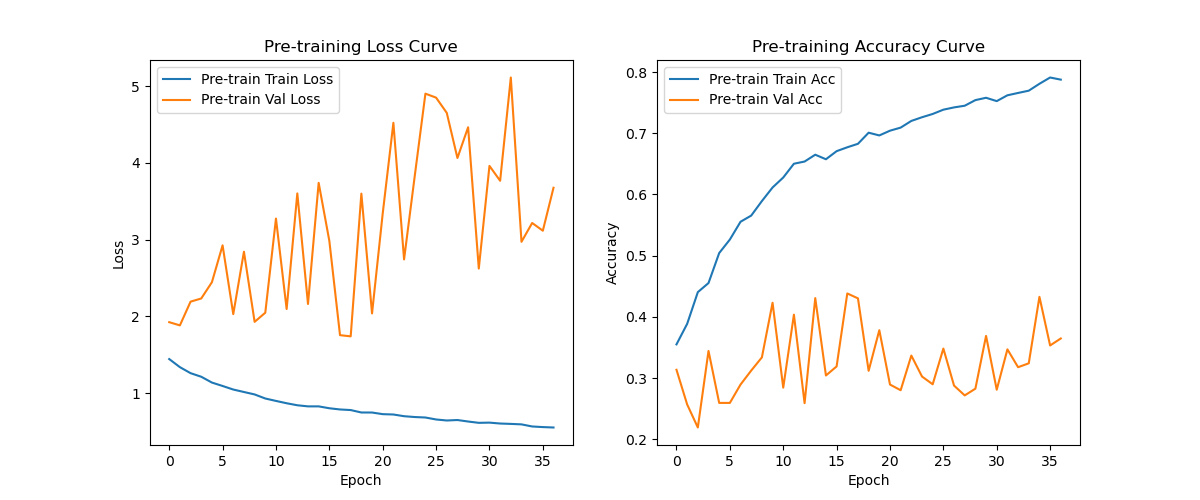 Pre-training Loss Curve
Pre-train Train Loss
Pre-train Val Loss
Loss
5
4
3
2
1
0 5 10 15 20 25 30 35
Epoch
Pre-training Accuracy Curve
Pre-train Train Acc
Pre-train Val Acc
Accuracy
0.8
0.7
0.6
0.5
0.4
0.3
0.2
0 5 10 15 20 25 30 35
Epoch